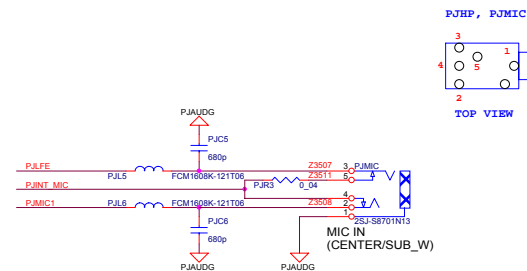 PJHP, PJMIC
3
1
4
5
2
TOP VIEW
PJAUDG
PJC5
680p
PJLFE
PJL5
FCM1608K-121T06
Z3507
3
PJMIC
Z3511
5
PJINT_MIC
PJR3
0_04
4
PJMIC1
PJL6
FCM1608K-121T06
Z3508
2
1
2SJ-S8701N13
PJC6
680p
MIC IN
(CENTER/SUB_W)
PJAUDG
PJAUDG